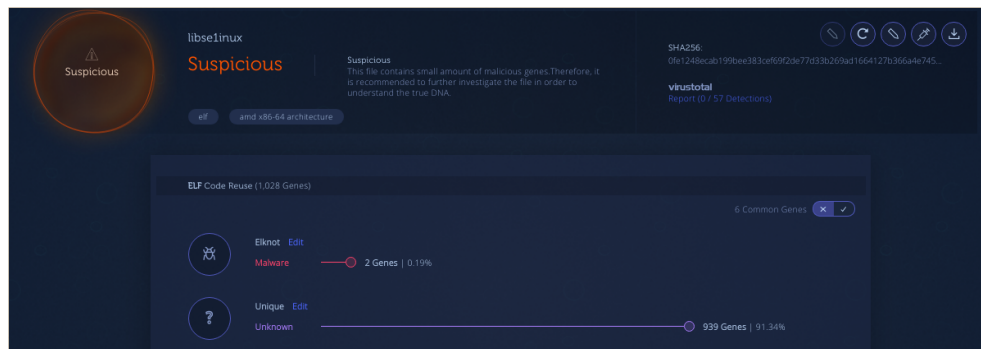 libse1inux
Suspicious
Suspicious
Suspicious
This file contains small amount of malicious genes.Therefore, it
is recommended to further investigate the file in order to
understand the true DNA.
SHA256:
0fe1248ecab199bee383cef69f2de77d33b269ad1664127b366a4e745...
virustotal
Report (0 / 57 Detections)
elf
amd x86-64 architecture
ELF Code Reuse (1,028 Genes)
6 Common Genes
Elknot Edit
Malware 2 Genes | 0.19%
Unique Edit
Unknown 939 Genes | 91.34%